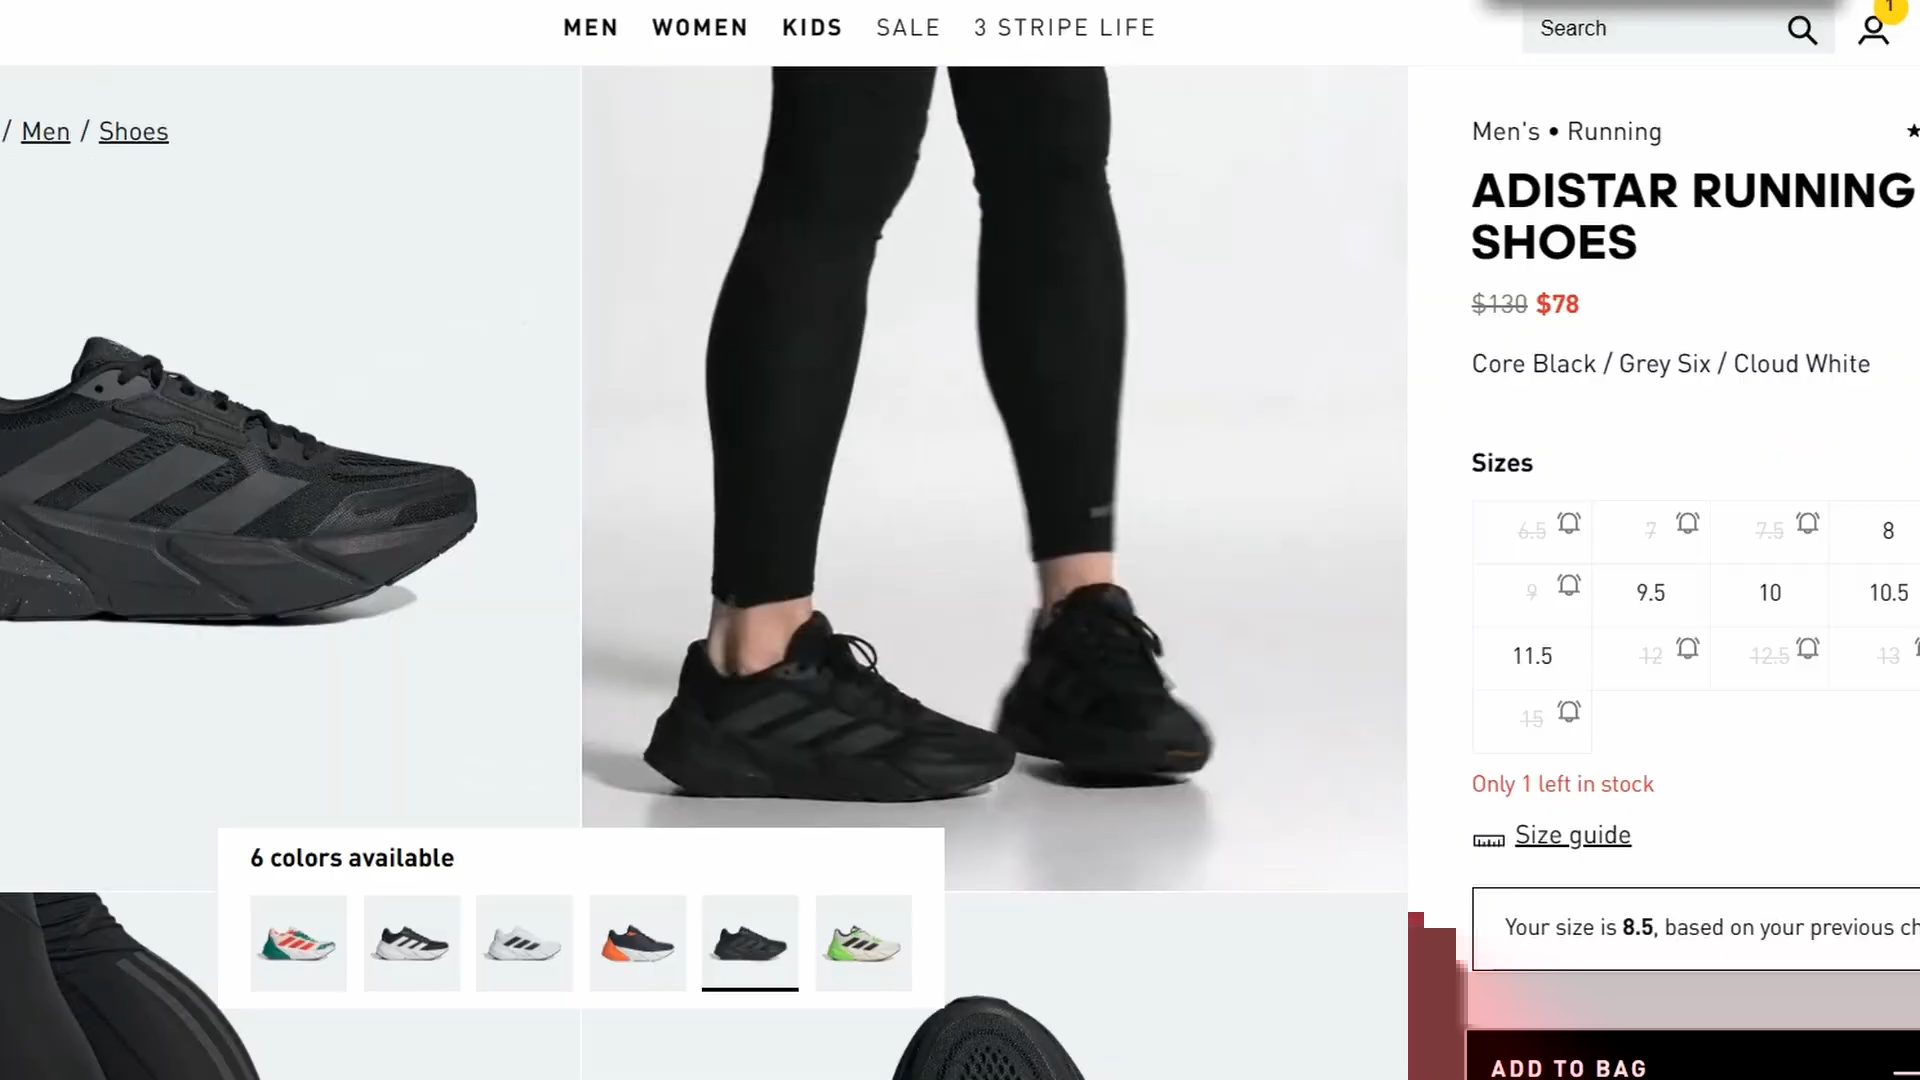 MEN WOMEN KIDS SALE 3 STRIPE LIFE
Search
1
/ Men / Shoes
Men's • Running
ADISTAR RUNNING
SHOES
$130 $78
Core Black / Grey Six / Cloud White
Sizes
6.5 7 7.5 8
9 9.5 10 10.5
11.5 12 12.5 13
15
Only 1 left in stock
Size guide
6 colors available
Your size is 8.5, based on your previous ch
ADD TO BAG